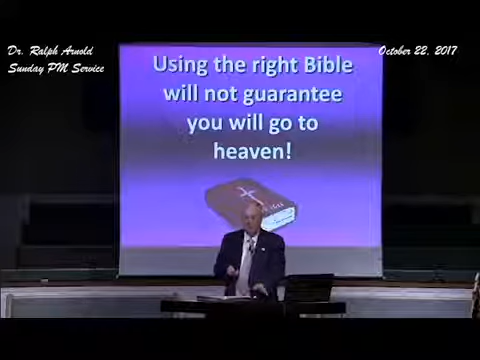 Dr. Ralph Arnold
Sunday PM Service
October 22, 2017
Using the right Bible
will not guarantee
you will go to
heaven!